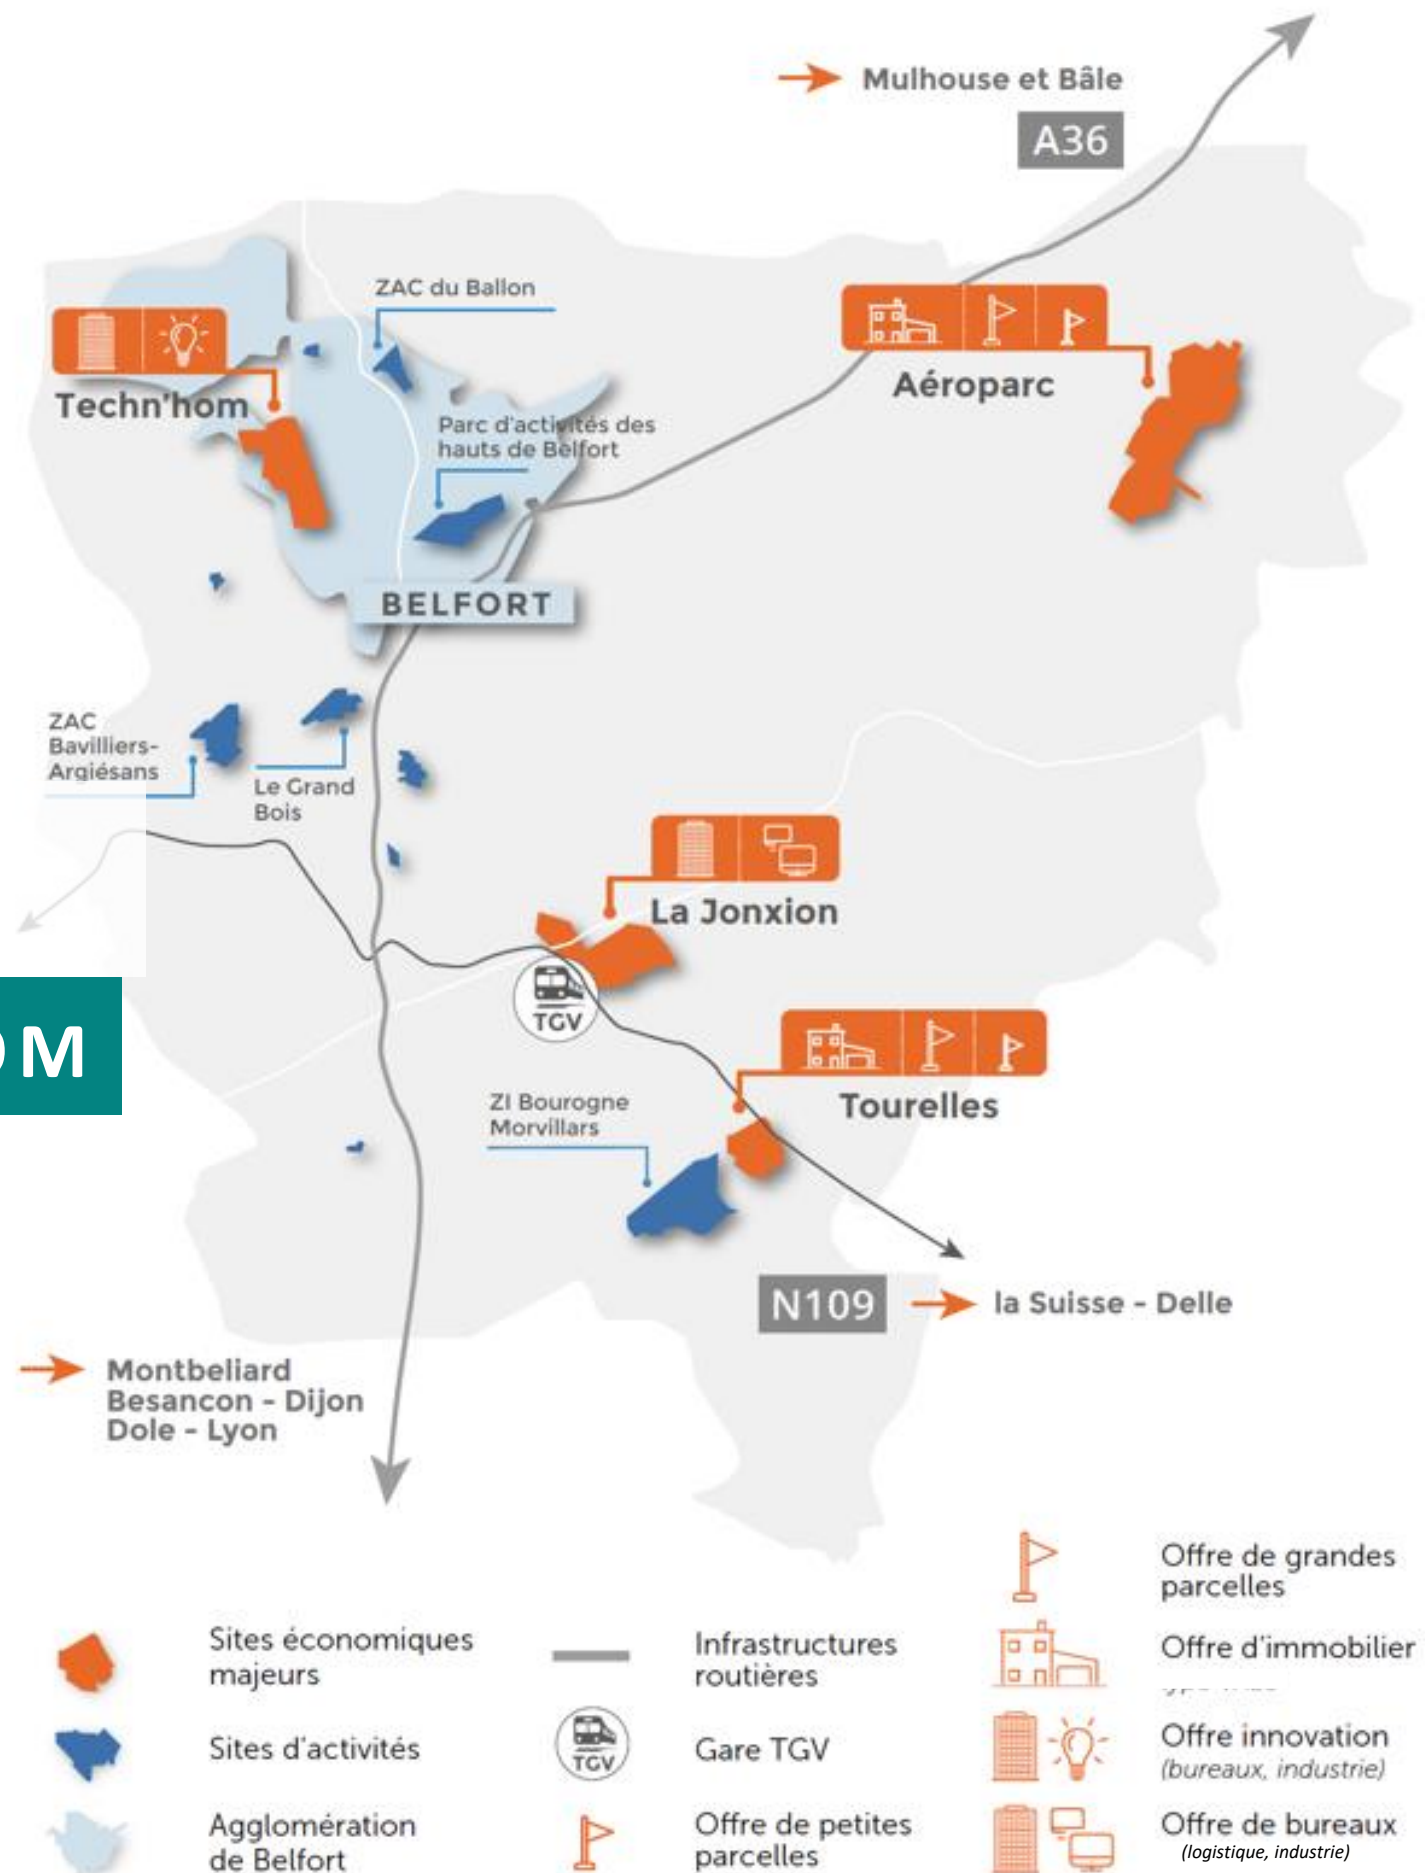 Mulhouse et Bâle
A36
ZAC du Ballon
Techn'hom
Aéroparc
Parc d'activités des
hauts de Belfort
BELFORT
ZAC
Bavilliers-
Argiésans
Le Grand
Bois
La Jonxion
TGV
OM
Tourelles
ZI Bourogne
Morvillars
N109
la Suisse - Delle
Montbeliard
Besancon - Dijon
Dole - Lyon
Sites économiques
majeurs
Sites d'activités
Agglomération
de Belfort
Infrastructures
routières
TGV
Gare TGV
Offre de petites
parcelles
Offre de grandes
parcelles
Offre d'immobilier
Offre innovation
(bureaux, industrie)
Offre de bureaux
(logistique, industrie)